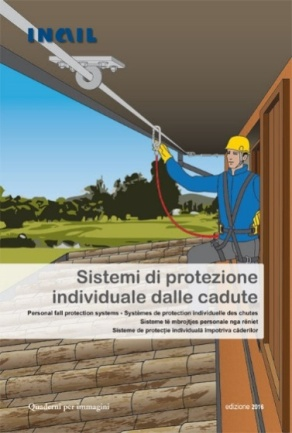 INAIL
Sistemi di protezione
individuale dalle cadute
Personal fall protection systems - Systèmes de protection individuelle des chutes
Sisteme të mbrojtjes personale nga rëniet
Sisteme de protecţie individuală împotriva căderilor
Quaderni per immagini
edizione 2016